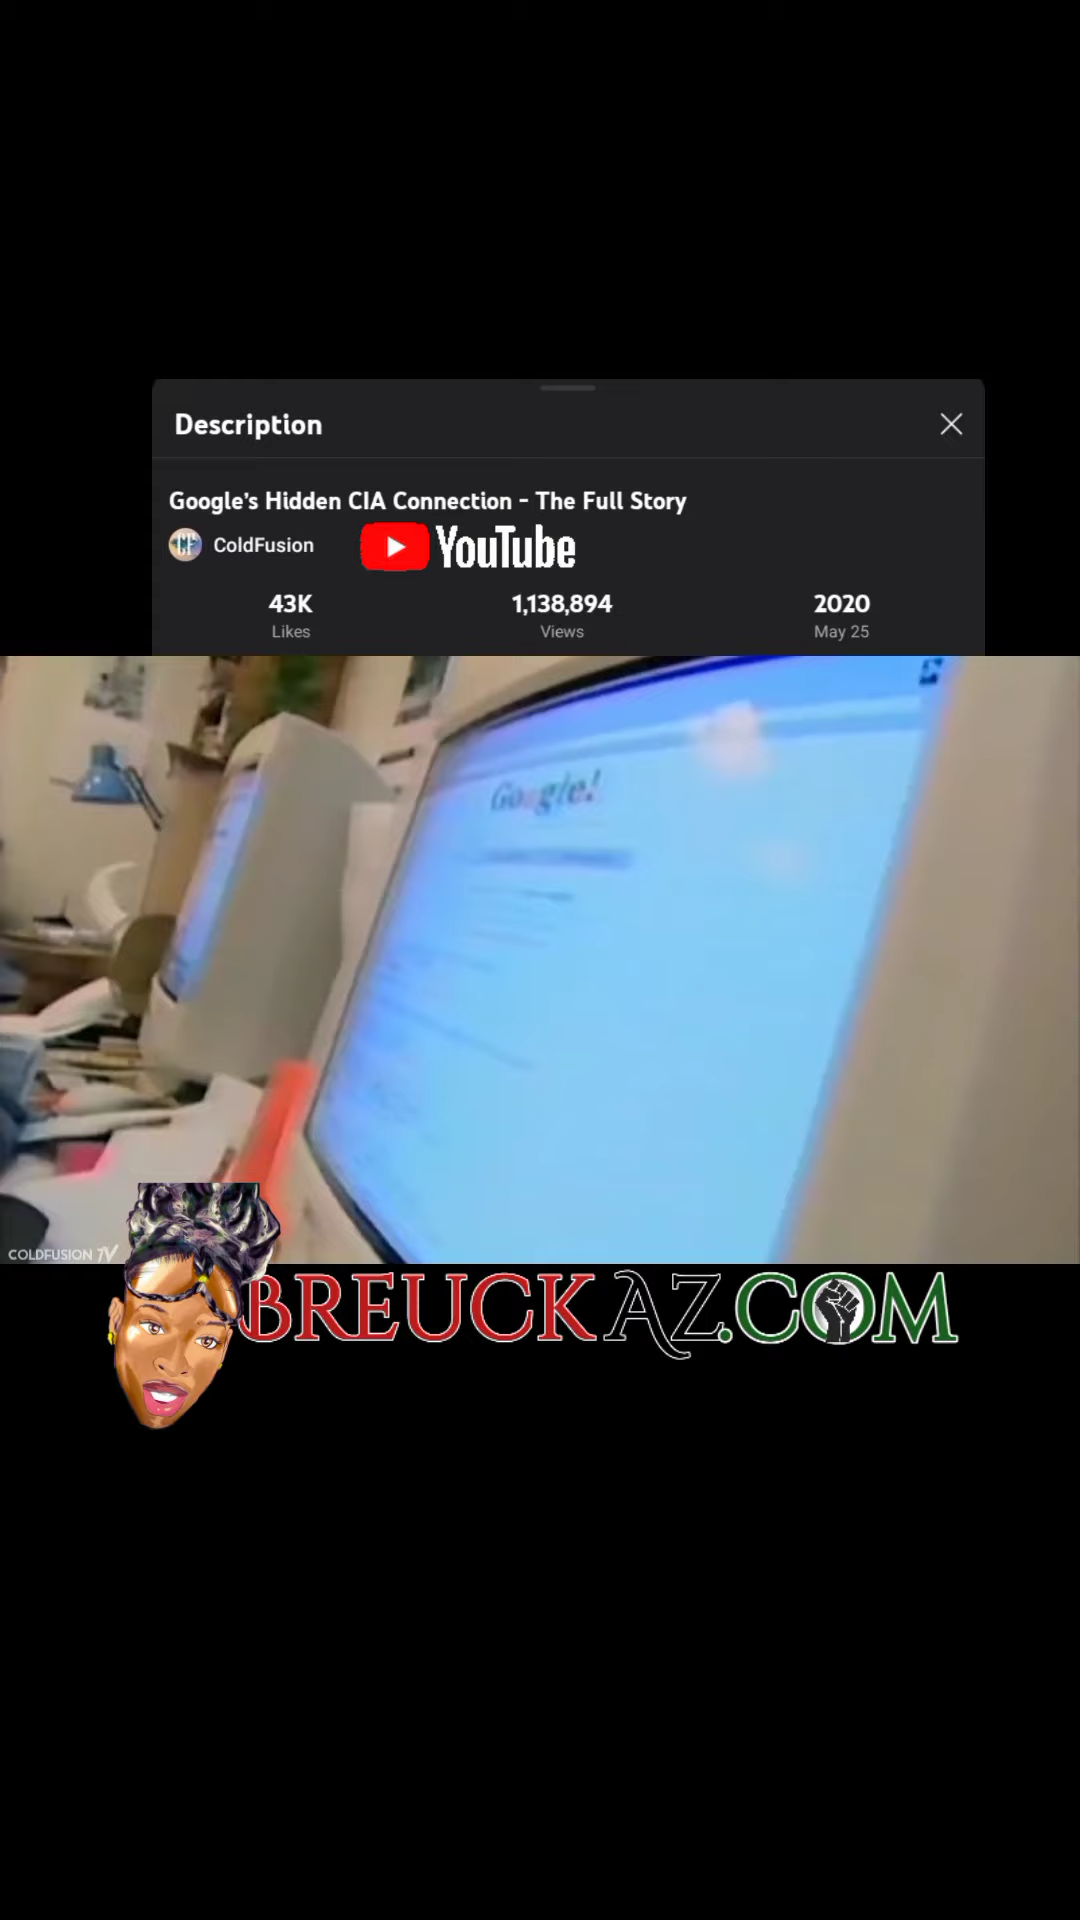 Description
Google's Hidden CIA Connection - The Full Story
ColdFusion
YouTube
43K
1,138,894
2020
Likes
Views
May 25
Google!
COLDFUSION TV
BREUCKAZ.COM